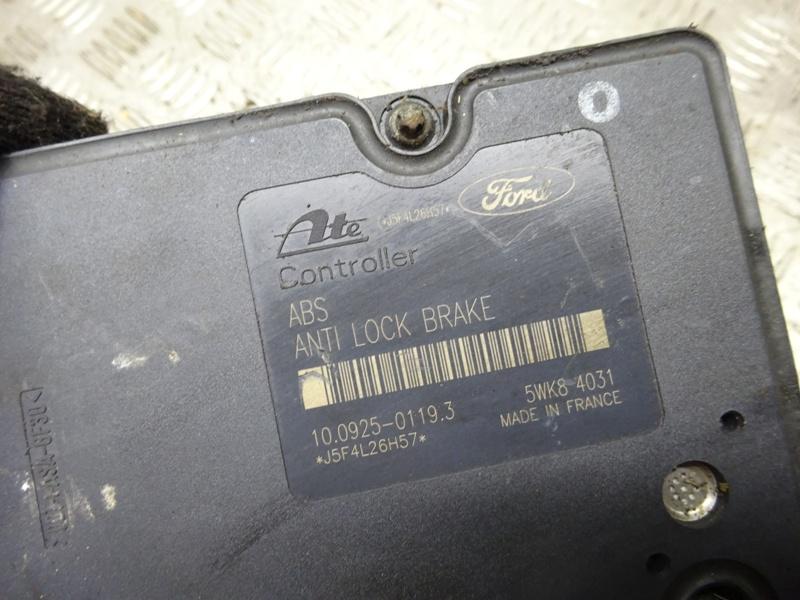 O
Ford
Ate
*J5F4L26H57*
Controller
ABS
ANTI LOCK BRAKE
10.0925-0119.3
5WK8 4031
*J5F4L26H57*
MADE IN FRANCE